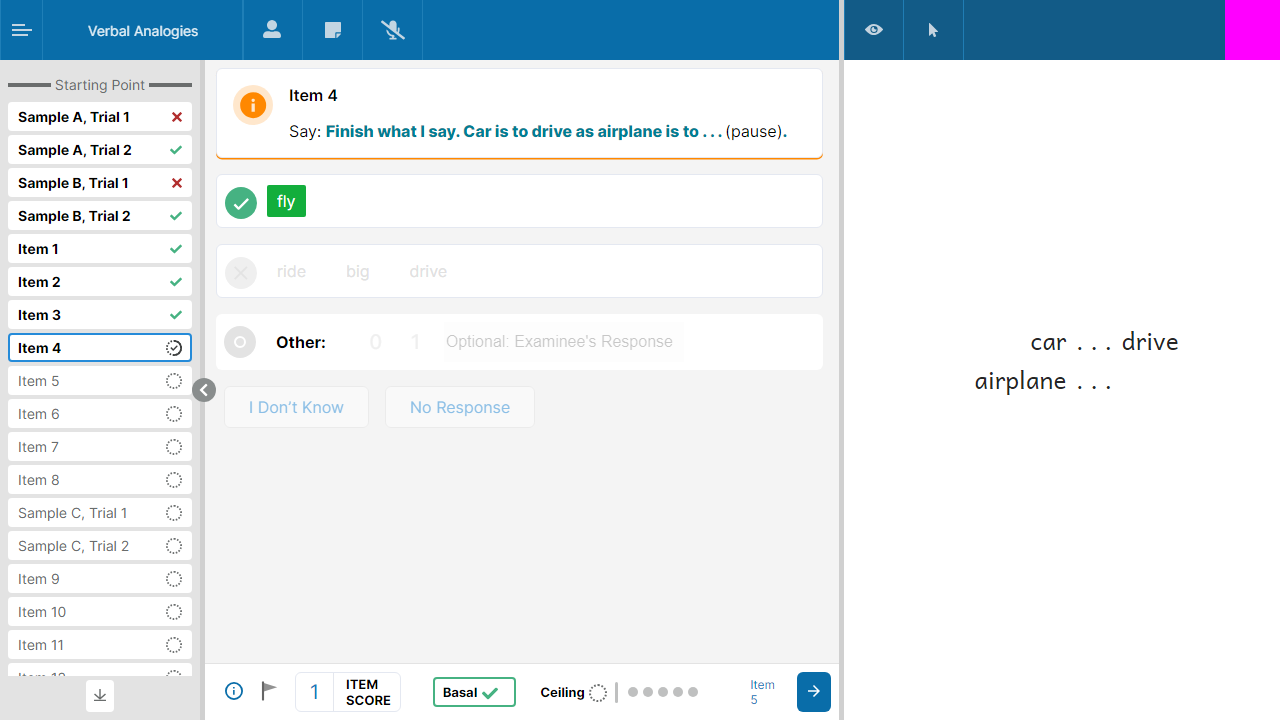 Verbal Analogies
Starting Point
Sample A, Trial 1
Sample A, Trial 2
Sample B, Trial 1
Sample B, Trial 2
Item 1
Item 2
Item 3
Item 4
Item 5
Item 6
Item 7
Item 8
Sample C, Trial 1
Sample C, Trial 2
Item 9
Item 10
Item 11
Item 4
Say: Finish what I say. Car is to drive as airplane is to . . . (pause).
fly
ride big drive
Other: 0 1 Optional: Examinee's Response
I Don't Know No Response
1 ITEM SCORE
Basal
Ceiling
Item 5
car . . . drive
airplane . . .